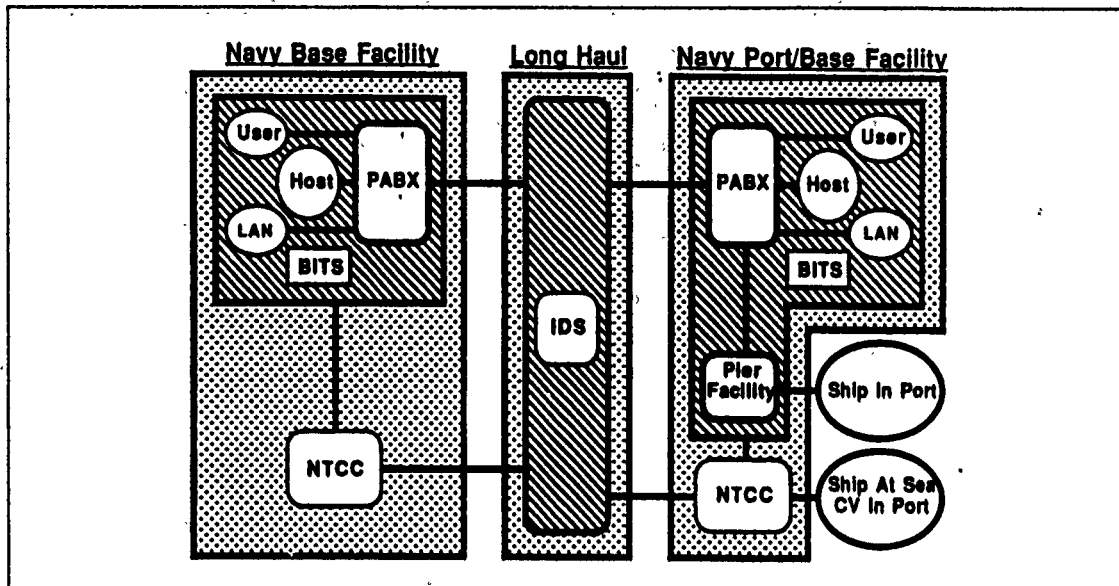 Navy Base Facility
Long Haul
Navy Port/Base Facility
User
Host
LAN
PABX
BITS
NTCC
IDS
PABX
User
Host
LAN
BITS
Pier
Facility
Ship In Port
NTCC
Ship At Sea
CV In Port